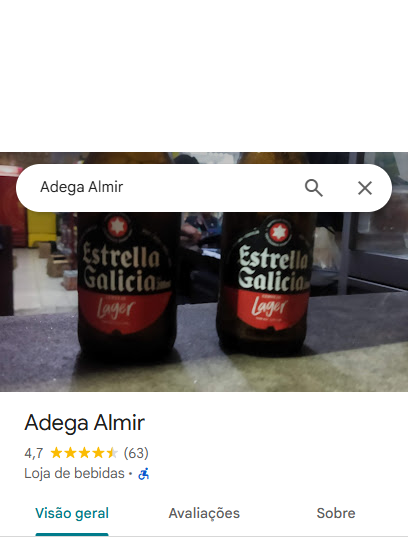 Adega Almir
Estrella
Galicia
Lager
Estrella
Galicia
Lager
Adega Almir
4,7 (63)
Loja de bebidas ·
Visão geral
Avaliações
Sobre